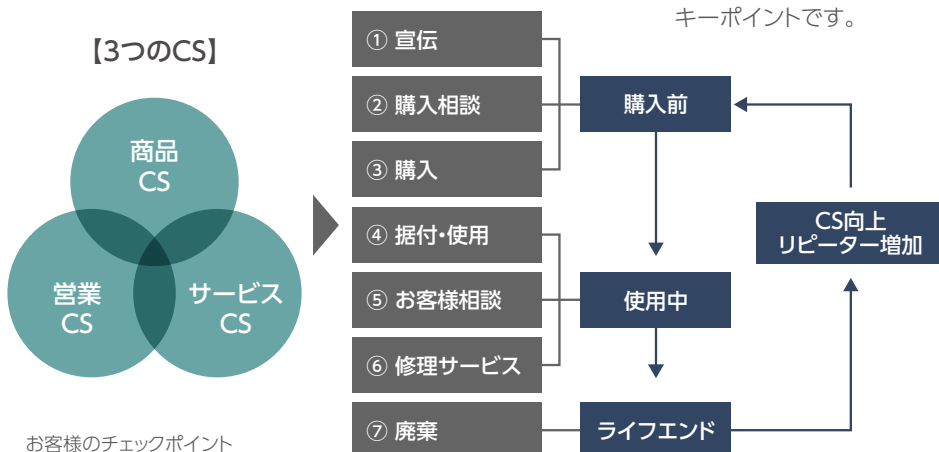 キーポイントです。
【3つのCS】
商品
CS
営業
CS
サービス
CS
① 宣伝
② 購入相談
③ 購入
④ 据付・使用
⑤ お客様相談
⑥ 修理サービス
⑦ 廃棄
購入前
使用中
ライフエンド
CS向上
リピーター増加
お客様のチェックポイント